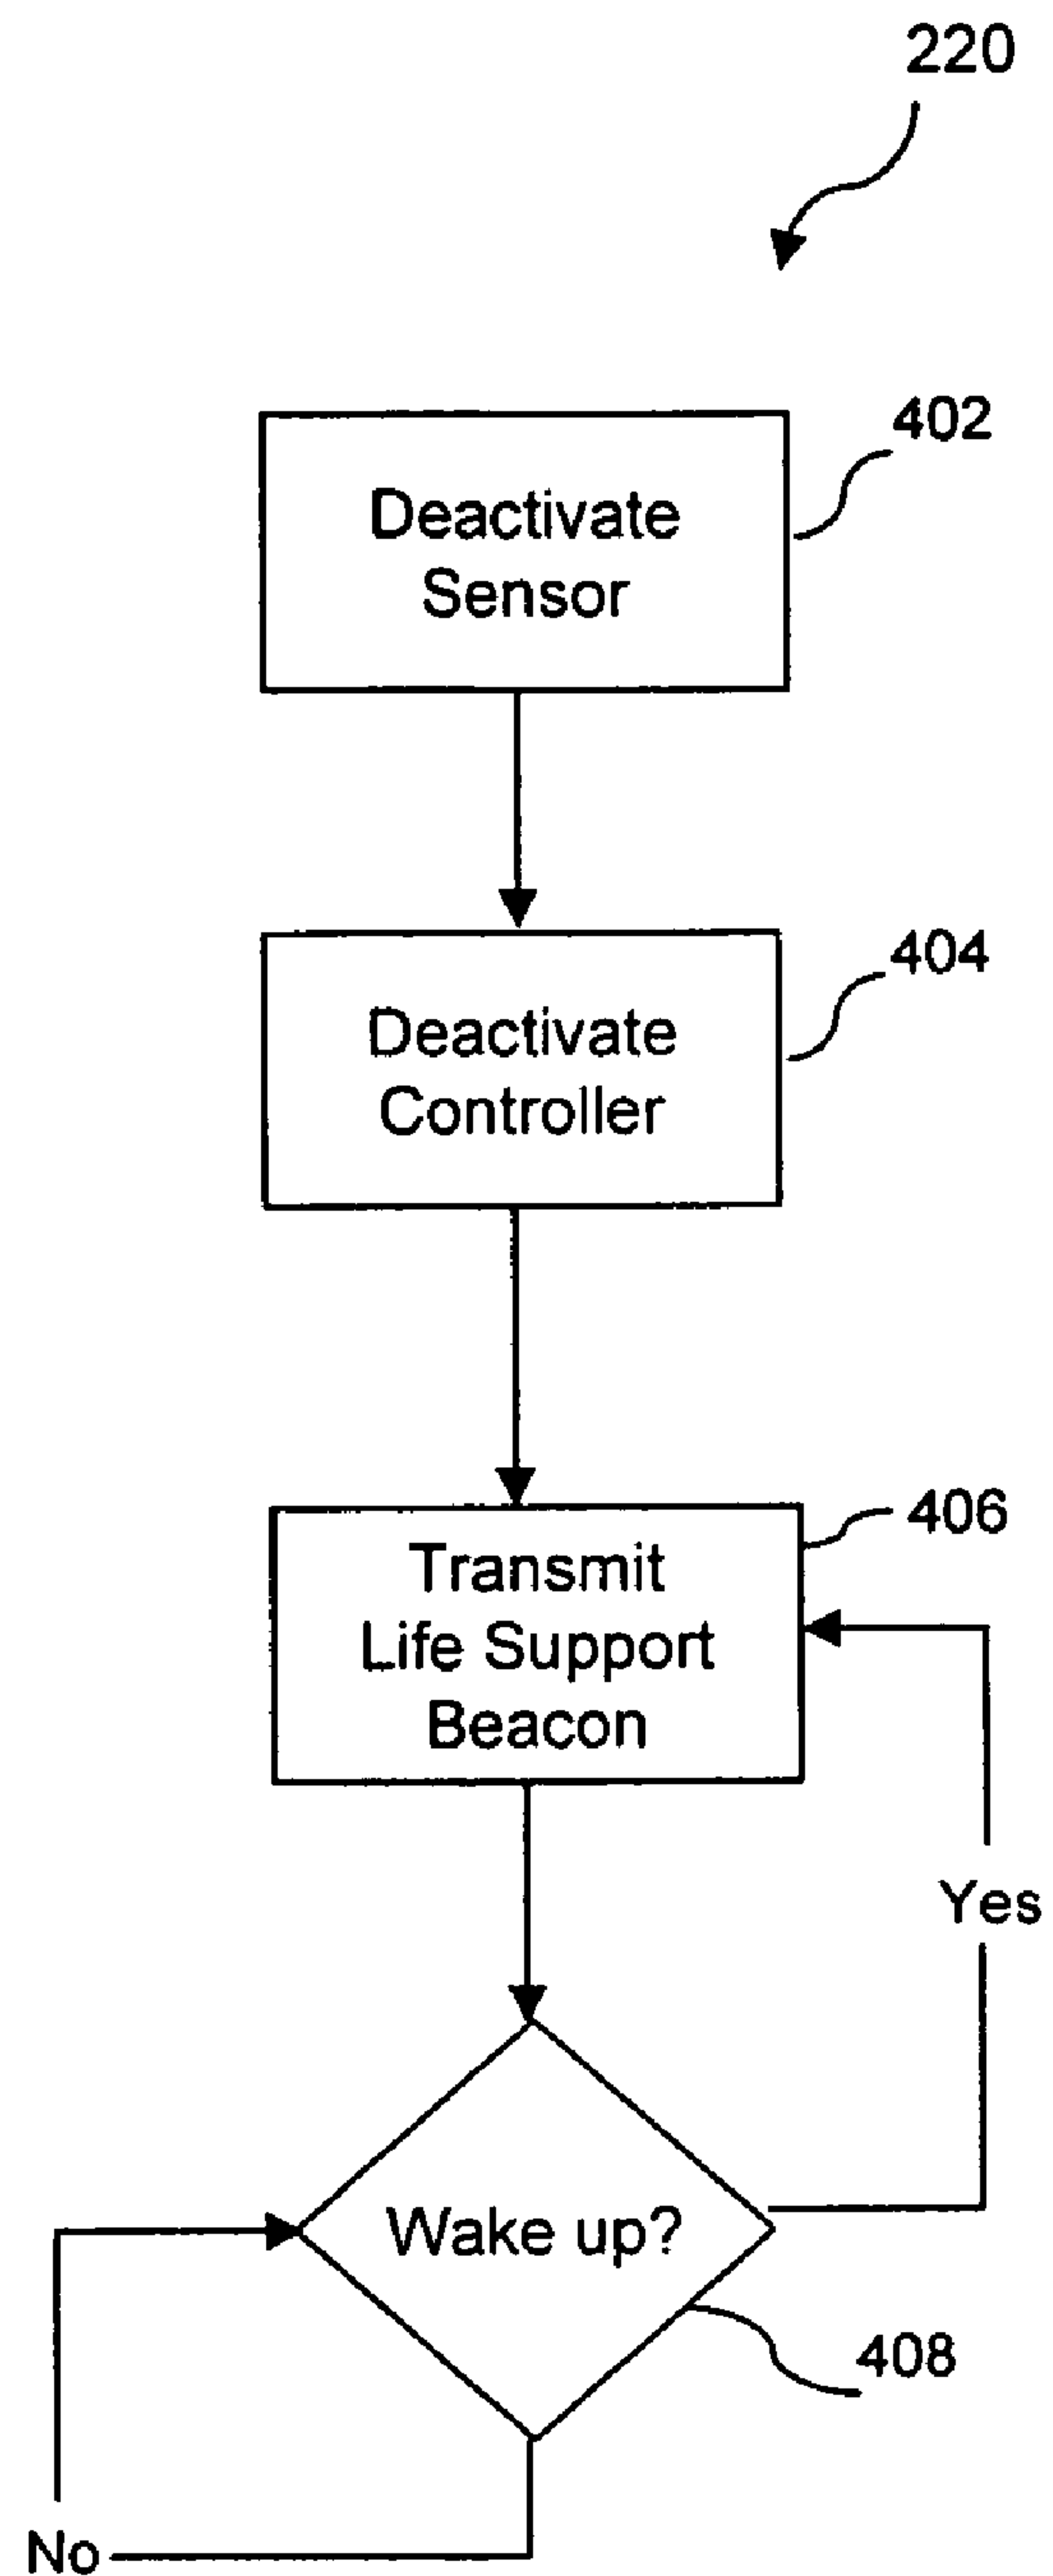 220
402
Deactivate
Sensor
404
Deactivate
Controller
406
Transmit
Life Support
Beacon
Yes
Wake up?
408
No